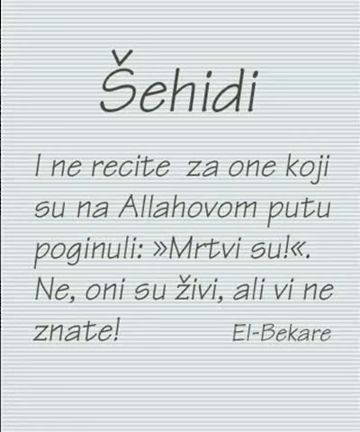 Šehidi
I ne recite za one koji
su na Allahovom putu
poginuli: »Mrtvi su!«.
Ne, oni su živi, ali vi ne
znate! El-Bekare